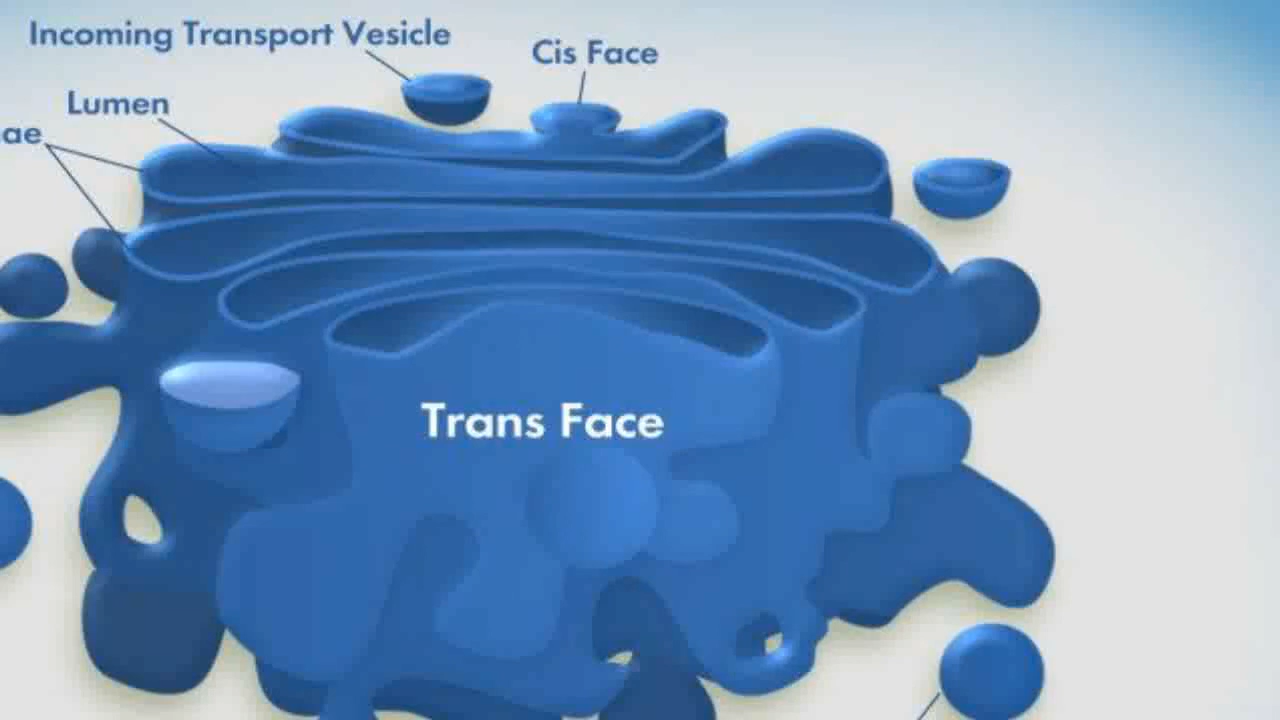 Incoming Transport Vesicle
Cis Face
Lumen
ae
Trans Face